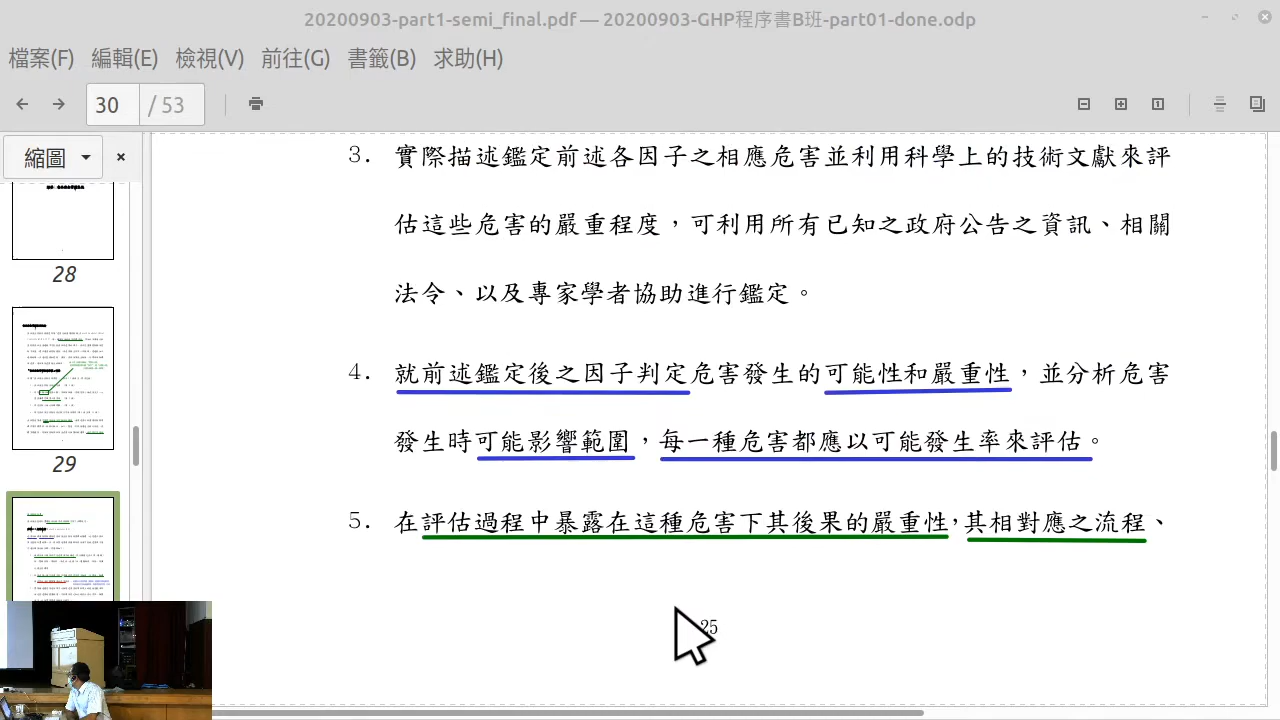 20200903-part1-semi_final.pdf — 20200903-GHP程序書B班-part01-done.odp
檔案(F) 編輯(E) 檢視(V) 前往(G) 書籤(B) 求助(H)
30 / 53
縮圖
28
29
3. 實際描述鑑定前述各因子之相應危害並利用科學上的技術文獻來評
估這些危害的嚴重程度，可利用所有已知之政府公告之資訊、相關
法令、以及專家學者協助進行鑑定。
4. 就前述鑑定後之因子判定危害發生的可能性和嚴重性，並分析危害
發生時可能影響範圍，每一種危害都應以可能發生率來評估。
5. 在評估過程中暴露在這種危害下其後果的嚴重性，其相對應之流程、
25